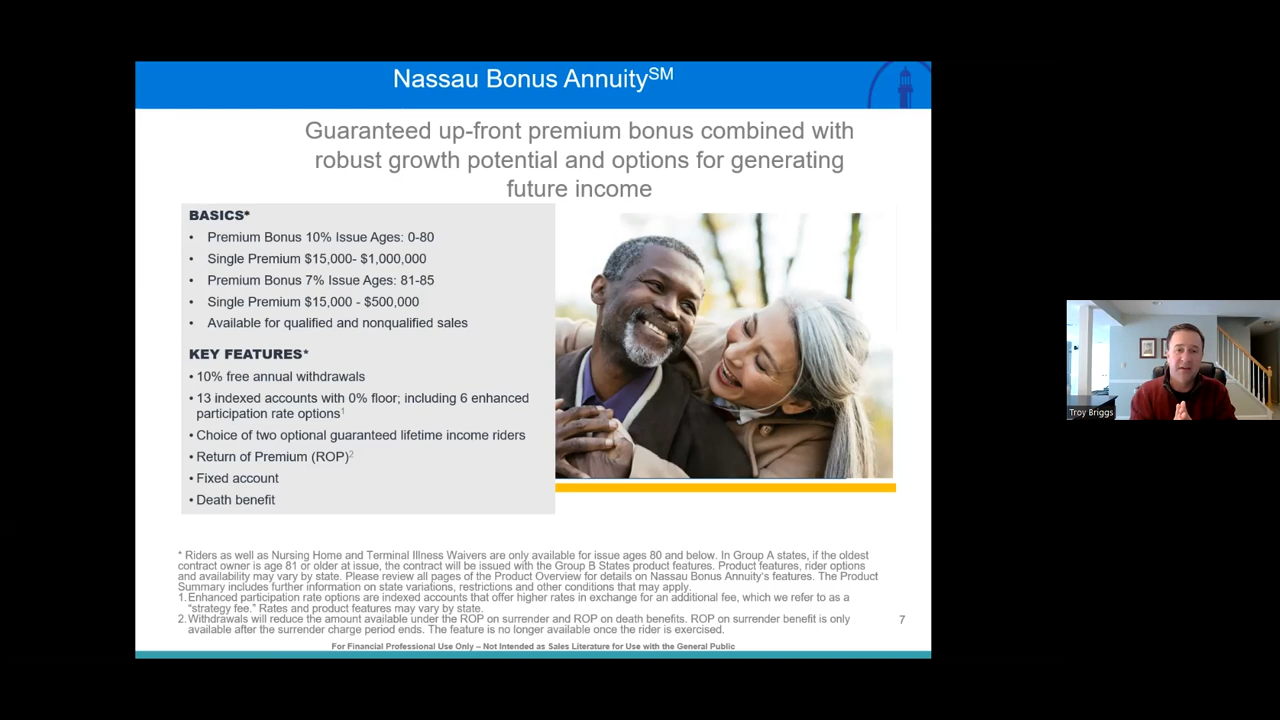 Nassau Bonus Annuity℠
Guaranteed up-front premium bonus combined with
robust growth potential and options for generating
future income
BASICS*
• Premium Bonus 10% Issue Ages: 0-80
• Single Premium $15,000- $1,000,000
• Premium Bonus 7% Issue Ages: 81-85
• Single Premium $15,000 - $500,000
• Available for qualified and nonqualified sales
KEY FEATURES*
• 10% free annual withdrawals
• 13 indexed accounts with 0% floor; including 6 enhanced
participation rate options¹
• Choice of two optional guaranteed lifetime income riders
• Return of Premium (ROP)²
• Fixed account
• Death benefit
* Riders as well as Nursing Home and Terminal Illness Waivers are only available for issue ages 80 and below. In Group A states, if the oldest
contract owner is age 81 or older at issue, the contract will be issued with the Group B States product features. Product features, rider options
and availability may vary by state. Please review all pages of the Product Overview for details on Nassau Bonus Annuity's features. The Product
Summary includes further information on state variations, restrictions and other conditions that may apply.
1. Enhanced participation rate options are indexed accounts that offer higher rates in exchange for an additional fee, which we refer to as a
“strategy fee.” Rates and product features may vary by state.
2. Withdrawals will reduce the amount available under the ROP on surrender and ROP on death benefits. ROP on surrender benefit is only
available after the surrender charge period ends. The feature is no longer available once the rider is exercised.
7
For Financial Professional Use Only – Not Intended as Sales Literature for Use with the General Public
Troy Briggs